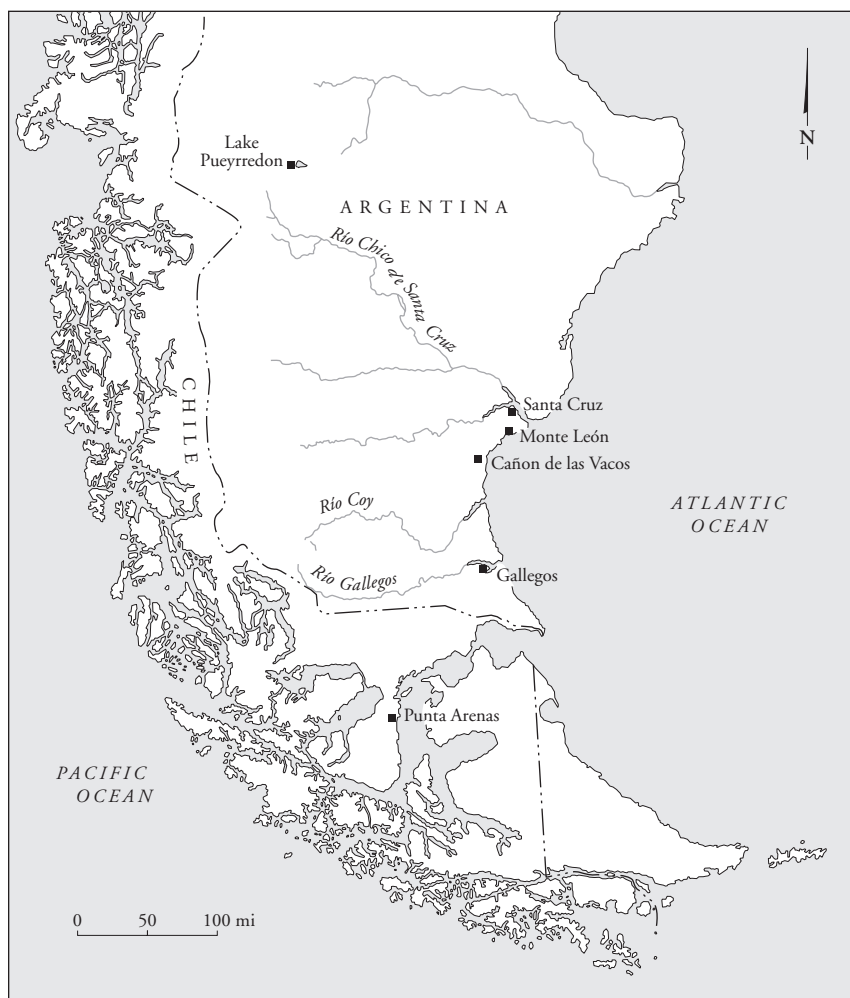 N
Lake
Pueyrredon
ARGENTINA
Río Chico de Santa Cruz
CHILE
Santa Cruz
Monte León
Cañon de las Vacos
Río Coy
ATLANTIC
OCEAN
Río Gallegos
Gallegos
Punta Arenas
PACIFIC
OCEAN
0 50 100 mi